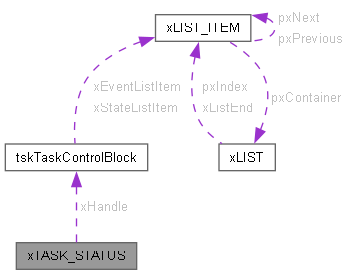 xLIST_ITEM
pxNext
pxPrevious
xEventListItem
xStateListItem
pxIndex
xListEnd
pxContainer
tskTaskControlBlock
xLIST
xHandle
xTASK_STATUS